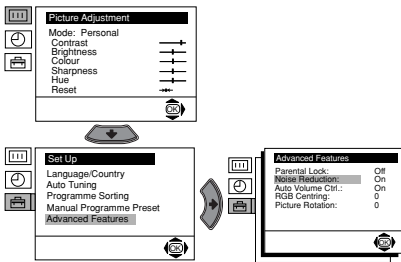 Picture Adjustment
Mode: Personal
Contrast
Brightness
Colour
Sharpness
Hue
Reset
OK
Set Up
Language/Country
Auto Tuning
Programme Sorting
Manual Programme Preset
Advanced Features
OK
Advanced Features
Parental Lock: Off
Noise Reduction: On
Auto Volume Ctrl.: On
RGB Centring: 0
Picture Rotation: 0
OK